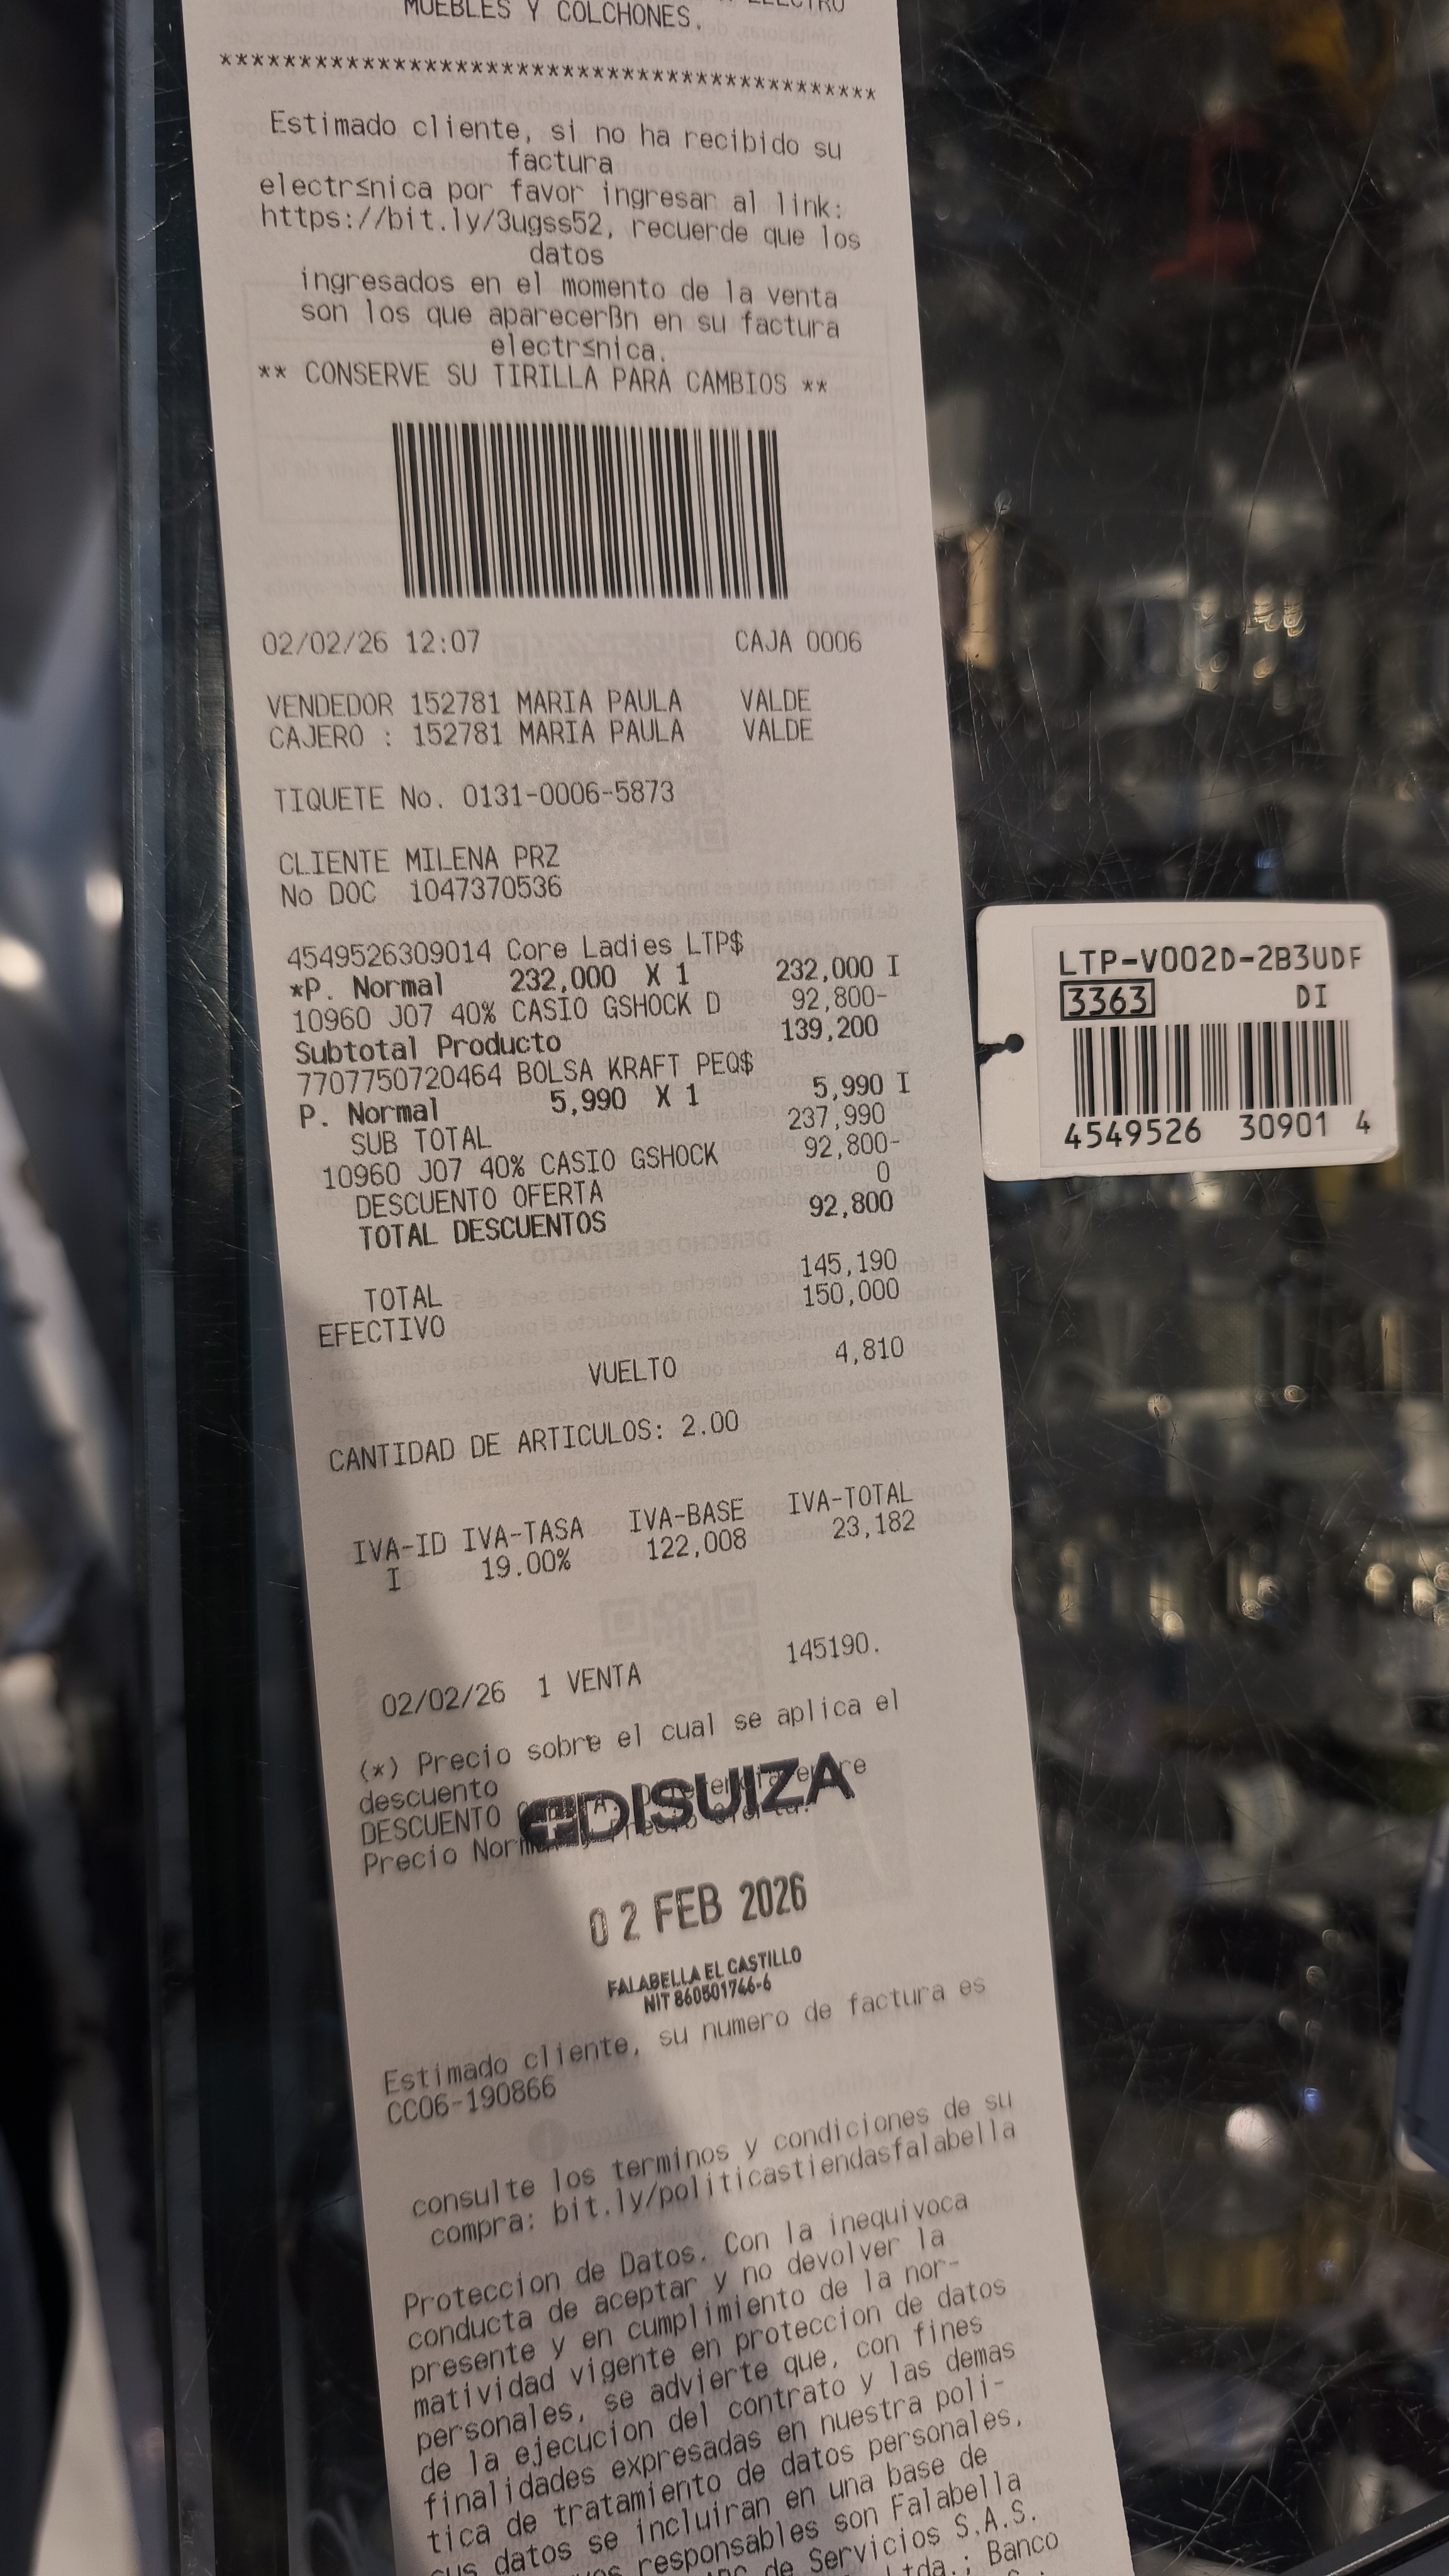 MUEBLES Y COLCHONES.
*******************************************
Estimado cliente, si no ha recibido su
factura
electr≤nica por favor ingresar al link:
https://bit.ly/3ugss52, recuerde que los
datos
ingresados en el momento de la venta
son los que aparecerßn en su factura
electr≤nica.
** CONSERVE SU TIRILLA PARA CAMBIOS **
02/02/26 12:07 CAJA 0006
VENDEDOR 152781 MARIA PAULA VALDE
CAJERO : 152781 MARIA PAULA VALDE
TIQUETE No. 0131-0006-5873
CLIENTE MILENA PRZ
No DOC 1047370536
4549526309014 Core Ladies LTP$
*P. Normal 232,000 X 1 232,000 I
10960 J07 40% CASIO GSHOCK D 92,800-
Subtotal Producto 139,200
7707750720464 BOLSA KRAFT PEQ$
P. Normal 5,990 X 1 5,990 I
SUB TOTAL 237,990
10960 J07 40% CASIO GSHOCK 92,800-
DESCUENTO OFERTA 0
TOTAL DESCUENTOS 92,800
TOTAL 145,190
EFECTIVO 150,000
VUELTO 4,810
CANTIDAD DE ARTICULOS: 2.00
IVA-ID IVA-TASA IVA-BASE IVA-TOTAL
I 19.00% 122,008 23,182
02/02/26 1 VENTA 145190.
(*) Precio sobre el cual se aplica el
descuento
DESCUENTO
Precio
DISUIZA
02 FEB 2026
FALABELLA EL CASTILLO
NIT 860501746-6
Estimado cliente, su numero de factura es
CC06-190866
consulte los terminos y condiciones de su
compra: bit.ly/politicastiendasfalabella
Proteccion de Datos. Con la inequivoca
conducta de aceptar y no devolver la
presente y en cumplimiento de la nor-
matividad vigente en proteccion de datos
personales, se advierte que, con fines
de la ejecucion del contrato y las demas
finalidades expresadas en nuestra poli-
tica de tratamiento de datos personales,
sus datos se incluiran en una base de
responsables son Falabella
de Servicios S.A.S.
Ltda.; Banco
LTP-V002D-2B3UDF
3363 DI
4549526 30901 4